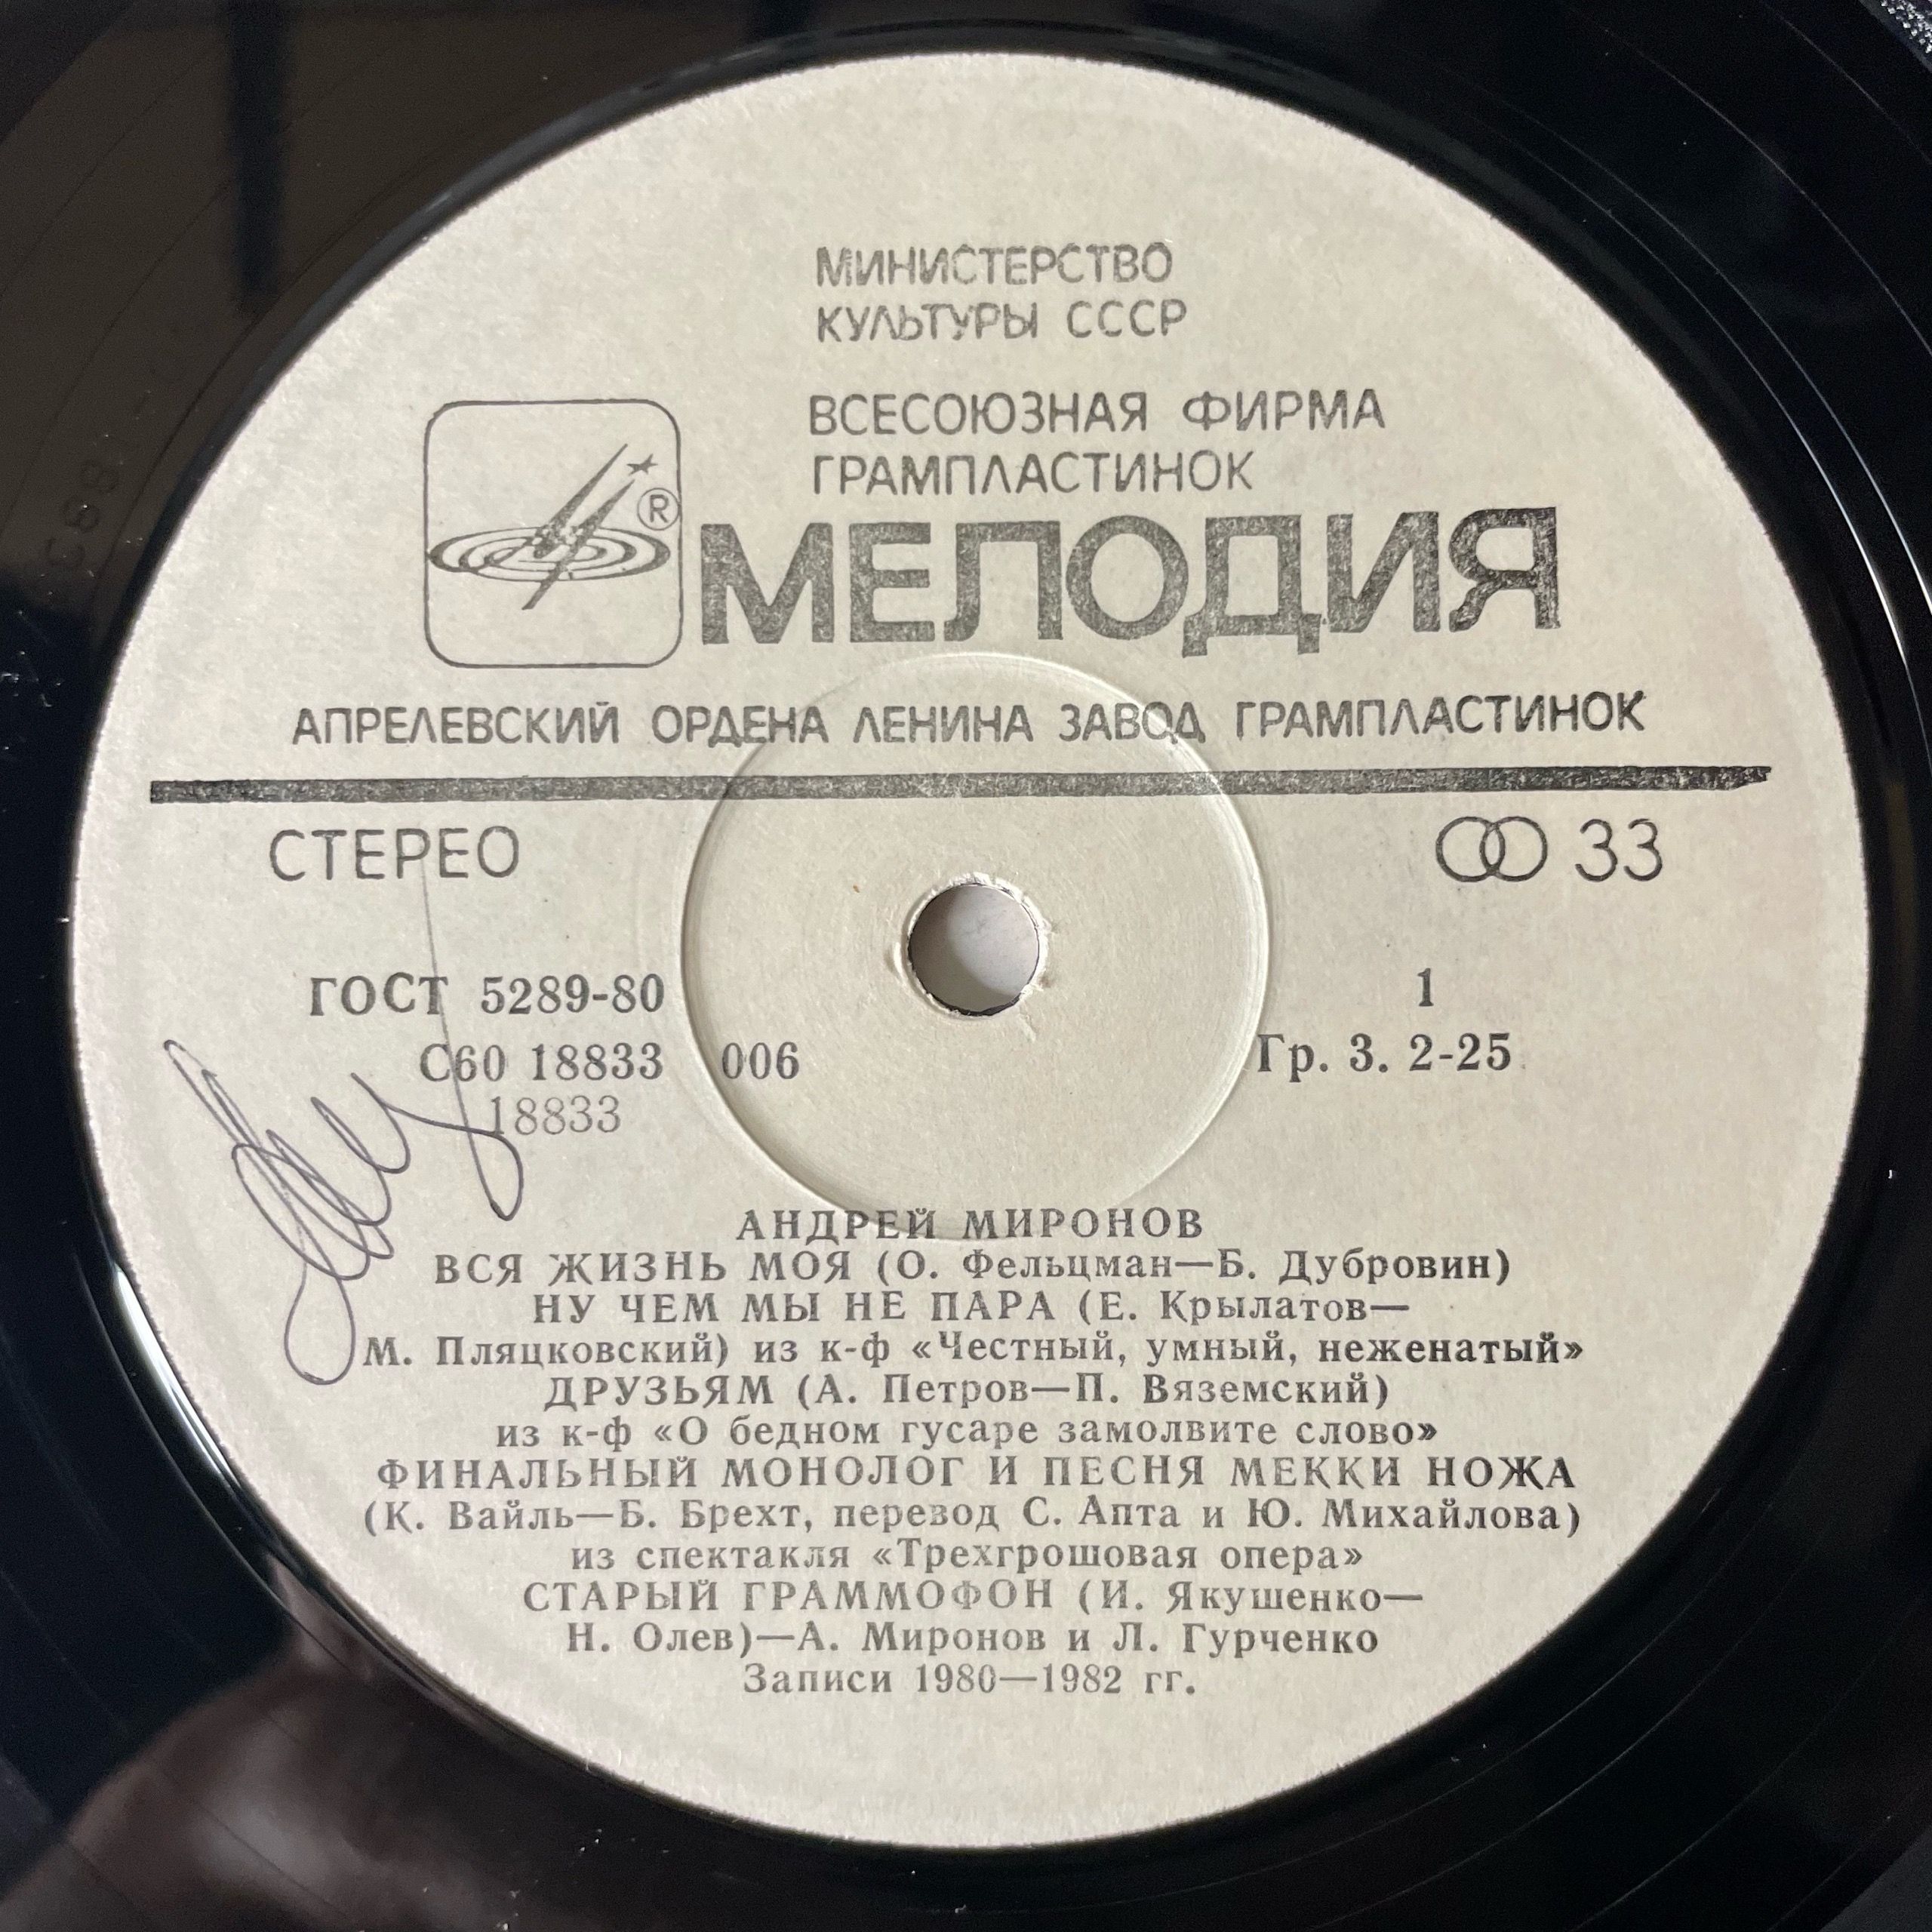 МИНИСТЕРСТВО
КУЛЬТУРЫ СССР
ВСЕСОЮЗНАЯ ФИРМА
ГРАМПЛАСТИНОК
® МЕЛОДИЯ
АПРЕЛЕВСКИЙ ОРДЕНА ЛЕНИНА ЗАВОД ГРАМПЛАСТИНОК
СТЕРЕО 33
ГОСТ 5289-80 1
С60 18833 006 Гр. 3. 2-25
18833
АНДРЕЙ МИРОНОВ
ВСЯ ЖИЗНЬ МОЯ (О. Фельцман—Б. Дубровин)
НУ ЧЕМ МЫ НЕ ПАРА (Е. Крылатов—
М. Пляцковский) из к-ф «Честный, умный, неженатый»
ДРУЗЬЯМ (А. Петров—П. Вяземский)
из к-ф «О бедном гусаре замолвите слово»
ФИНАЛЬНЫЙ МОНОЛОГ И ПЕСНЯ МЕККИ НОЖА
(К. Вайль—Б. Брехт, перевод С. Апта и Ю. Михайлова)
из спектакля «Трехгрошовая опера»
СТАРЫЙ ГРАММОФОН (И. Якушенко—
Н. Олев)—А. Миронов и Л. Гурченко
Записи 1980—1982 гг.